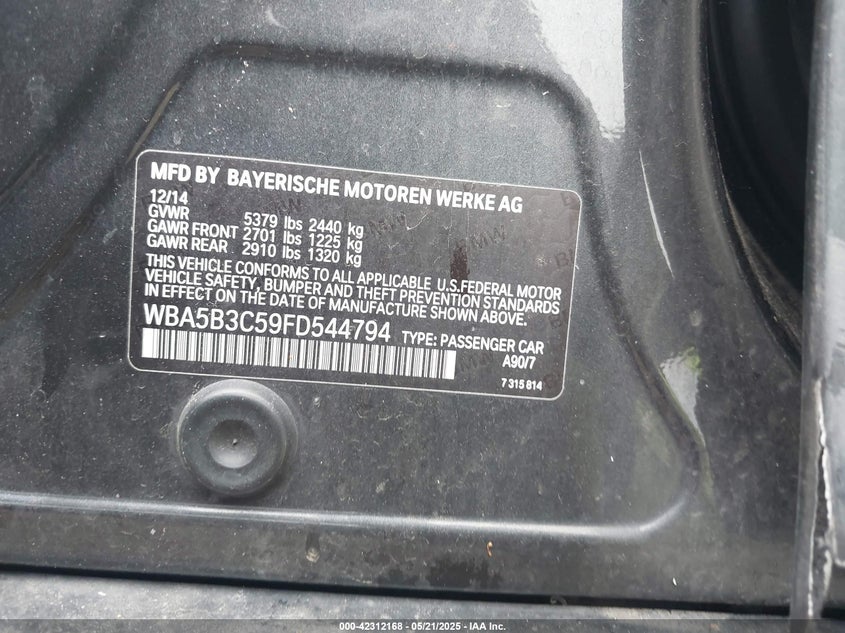 MFD BY BAYERISCHE MOTOREN WERKE AG
12/14
GVWR 5379 lbs 2440 kg
GAWR FRONT 2701 lbs 1225 kg
GAWR REAR 2910 lbs 1320 kg
THIS VEHICLE CONFORMS TO ALL APPLICABLE U.S.FEDERAL MOTOR
VEHICLE SAFETY, BUMPER AND THEFT PREVENTION STANDARDS
IN EFFECT ON THE DATE OF MANUFACTURE SHOWN ABOVE.
WBA5B3C59FD544794 TYPE: PASSENGER CAR
A90/7
7 315 814
000-42312168 - 05/21/2025 - IAA Inc.